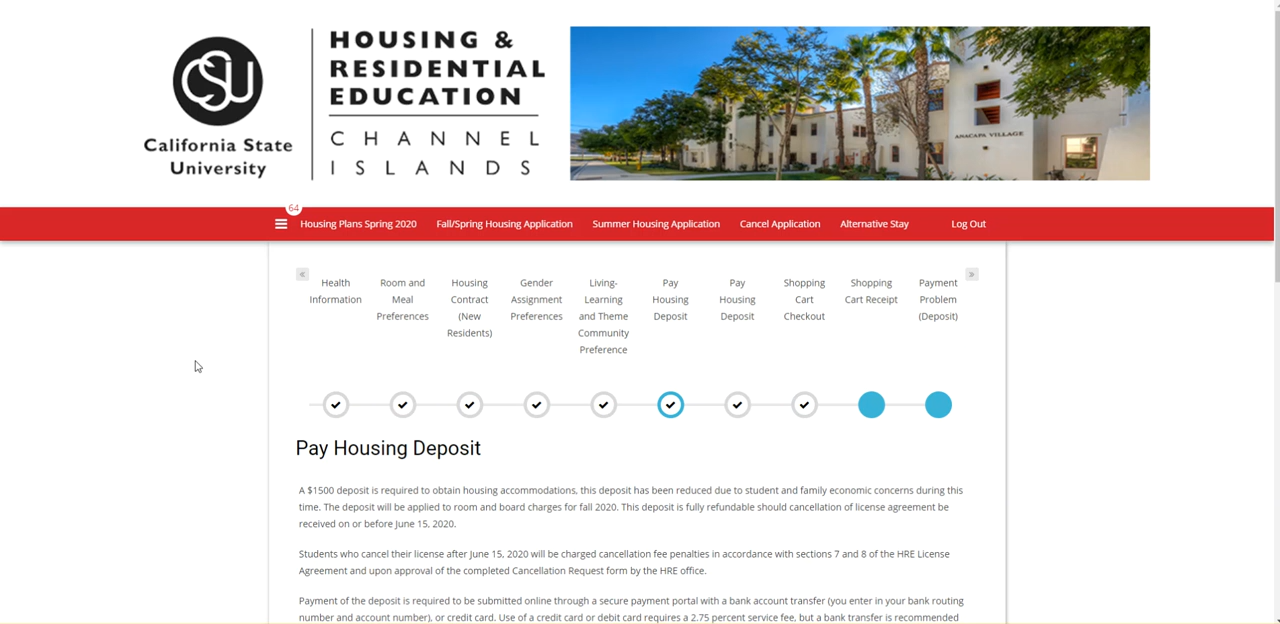 CSU
California State
University
HOUSING &
RESIDENTIAL
EDUCATION
CHANNEL
ISLANDS
ANACAPA VILLAGE
64
Housing Plans Spring 2020 Fall/Spring Housing Application Summer Housing Application Cancel Application Alternative Stay Log Out
« Health Information
Room and Meal Preferences
Housing Contract (New Residents)
Gender Assignment Preferences
Living-Learning and Theme Community Preference
Pay Housing Deposit
Pay Housing Deposit
Shopping Cart Checkout
Shopping Cart Receipt
Payment Problem (Deposit) »
Pay Housing Deposit
A $1500 deposit is required to obtain housing accommodations, this deposit has been reduced due to student and family economic concerns during this
time. The deposit will be applied to room and board charges for fall 2020. This deposit is fully refundable should cancellation of license agreement be
received on or before June 15, 2020.
Students who cancel their license after June 15, 2020 will be charged cancellation fee penalties in accordance with sections 7 and 8 of the HRE License
Agreement and upon approval of the completed Cancellation Request form by the HRE office.
Payment of the deposit is required to be submitted online through a secure payment portal with a bank account transfer (you enter in your bank routing
number and account number), or credit card. Use of a credit card or debit card requires a 2.75 percent service fee, but a bank transfer is recommended